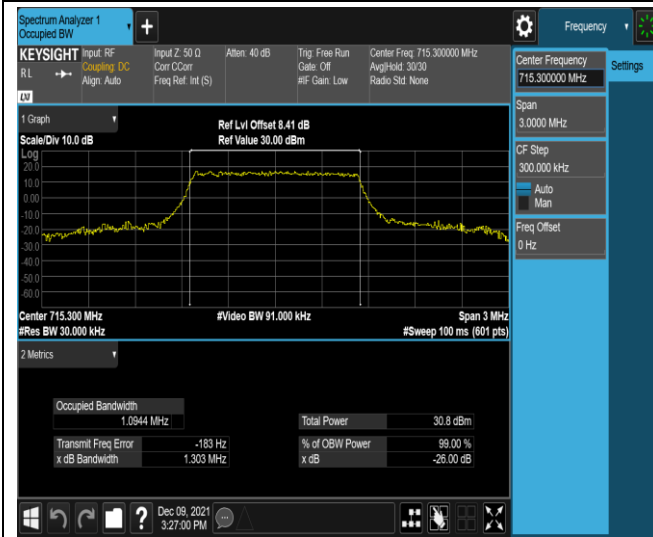 Spectrum Analyzer 1
Occupied BW
Frequency
KEYSIGHT
RL
Input: RF
Coupling: DC
Align: Auto
Input Z: 50 Ω
Corr CCorr
Freq Ref: Int (S)
Atten: 40 dB
Trig: Free Run
Gate: Off
#IF Gain: Low
Center Freq: 715.300000 MHz
Avg|Hold: 30/30
Radio Std: None
Center Frequency
715.300000 MHz
Settings
Span
3.0000 MHz
CF Step
300.000 kHz
Auto
Man
Freq Offset
0 Hz
1 Graph
Scale/Div 10.0 dB
Ref Lvl Offset 8.41 dB
Ref Value 30.00 dBm
Log
20.0
10.0
0.00
-10.0
-20.0
-30.0
-40.0
-50.0
-60.0
Center 715.300 MHz
#Video BW 91.000 kHz
Span 3 MHz
#Res BW 30.000 kHz
#Sweep 100 ms (601 pts)
2 Metrics
Occupied Bandwidth
1.0944 MHz
Total Power 30.8 dBm
Transmit Freq Error -183 Hz
% of OBW Power 99.00 %
x dB Bandwidth 1.303 MHz
x dB -26.00 dB
?
Dec 09, 2021
3:27:00 PM